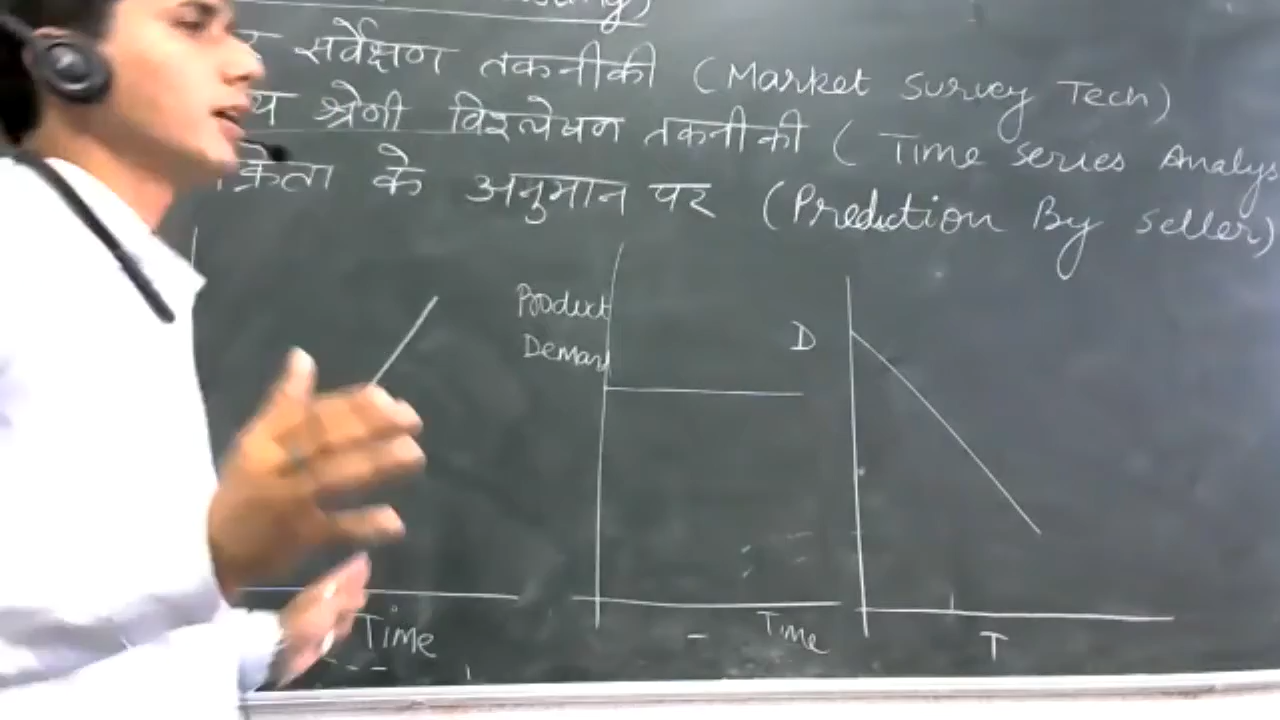 सर्वेक्षण तकनीकी (Market Survey Tech)
श्रेणी विश्लेषण तकनीकी (Time Series Analys
के अनुमान पर (Prediction By Seller)
Product
Demand
D
Time
Time
T